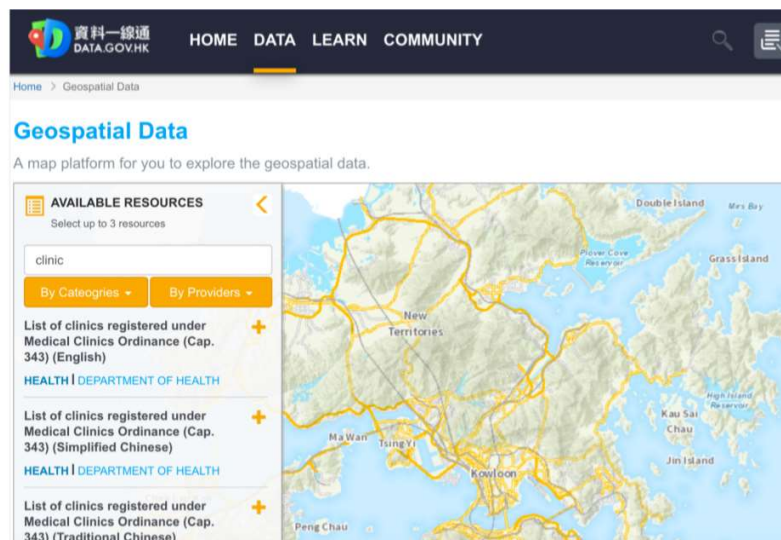 資料一線通
DATA.GOV.HK
HOME DATA LEARN COMMUNITY
Home > Geospatial Data
Geospatial Data
A map platform for you to explore the geospatial data.
AVAILABLE RESOURCES
Select up to 3 resources
clinic
By Cateogries
By Providers
List of clinics registered under
Medical Clinics Ordinance (Cap.
343) (English)
HEALTH | DEPARTMENT OF HEALTH
List of clinics registered under
Medical Clinics Ordinance (Cap.
343) (Simplified Chinese)
HEALTH | DEPARTMENT OF HEALTH
List of clinics registered under
Medical Clinics Ordinance (Cap.
343) (Traditional Chinese)
Double Island
Mirs Bay
Plover Cove
Reservoir
Grass Island
New
Territories
High Island
Reservoir
Kau Sai
Chau
Ma Wan
Tsing Yi
Jin Island
Kowloon
Peng Chau